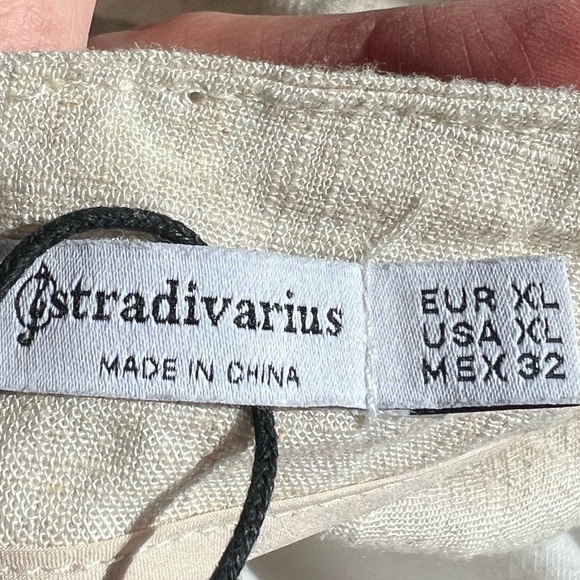 stradivarius
MADE IN CHINA
EUR XL
USA XL
MEX 32